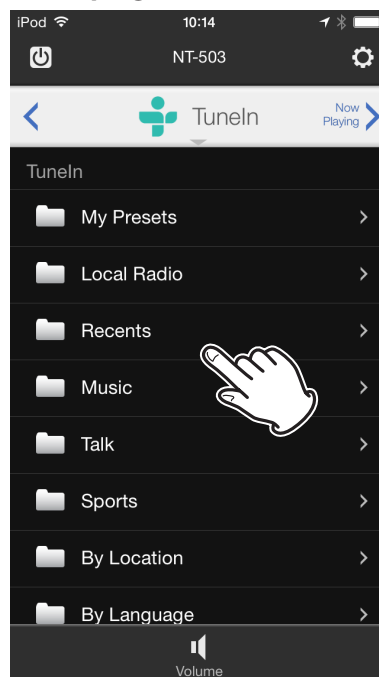 iPod 10:14
NT-503
TuneIn
Now
Playing
TuneIn
My Presets
Local Radio
Recents
Music
Talk
Sports
By Location
By Language
Volume